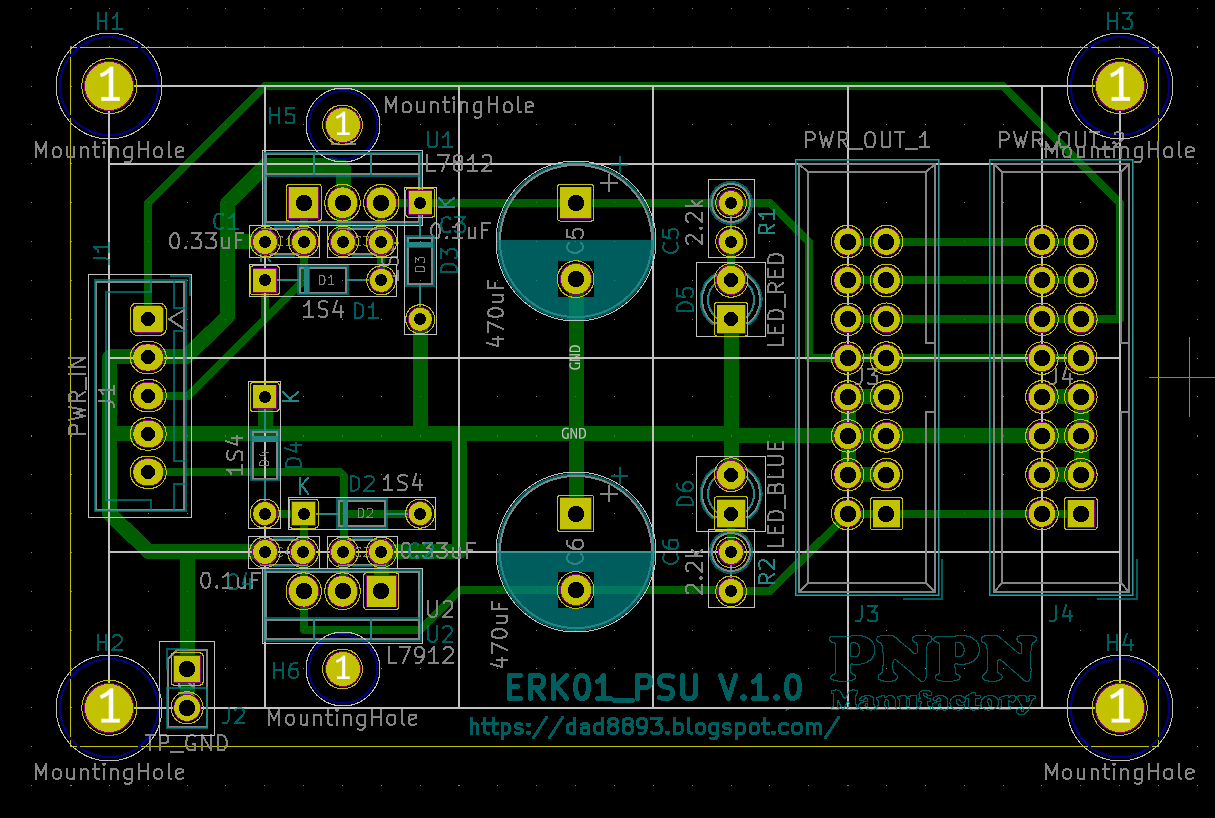 H1
H3
1
1
MountingHole
H5
1
U1
PWR_OUT_1
PWR_OUT_2
MountingHole
MountingHole
L7812
K
C1
0.33uF
C3
0.1uF
2.2k
R1
C5
C5
J1
D1
D3
D3
1S4
D1
470uF
D5
LED_RED
GND
PWR_IN
J1
K
J3
J4
GND
1S4
D4
D4
K
D2
1S4
D2
D6
LED_BLUE
0.33uF
C6
C6
0.1uF
C4
2.2k
R2
U2
U2
470uF
J3
J4
H2
H4
L7912
PNPN
H6
1
1
1
ERK01_PSU V.1.0
Manufactory
J2
MountingHole
https://dad8893.blogspot.com/
TP_GND
MountingHole
MountingHole